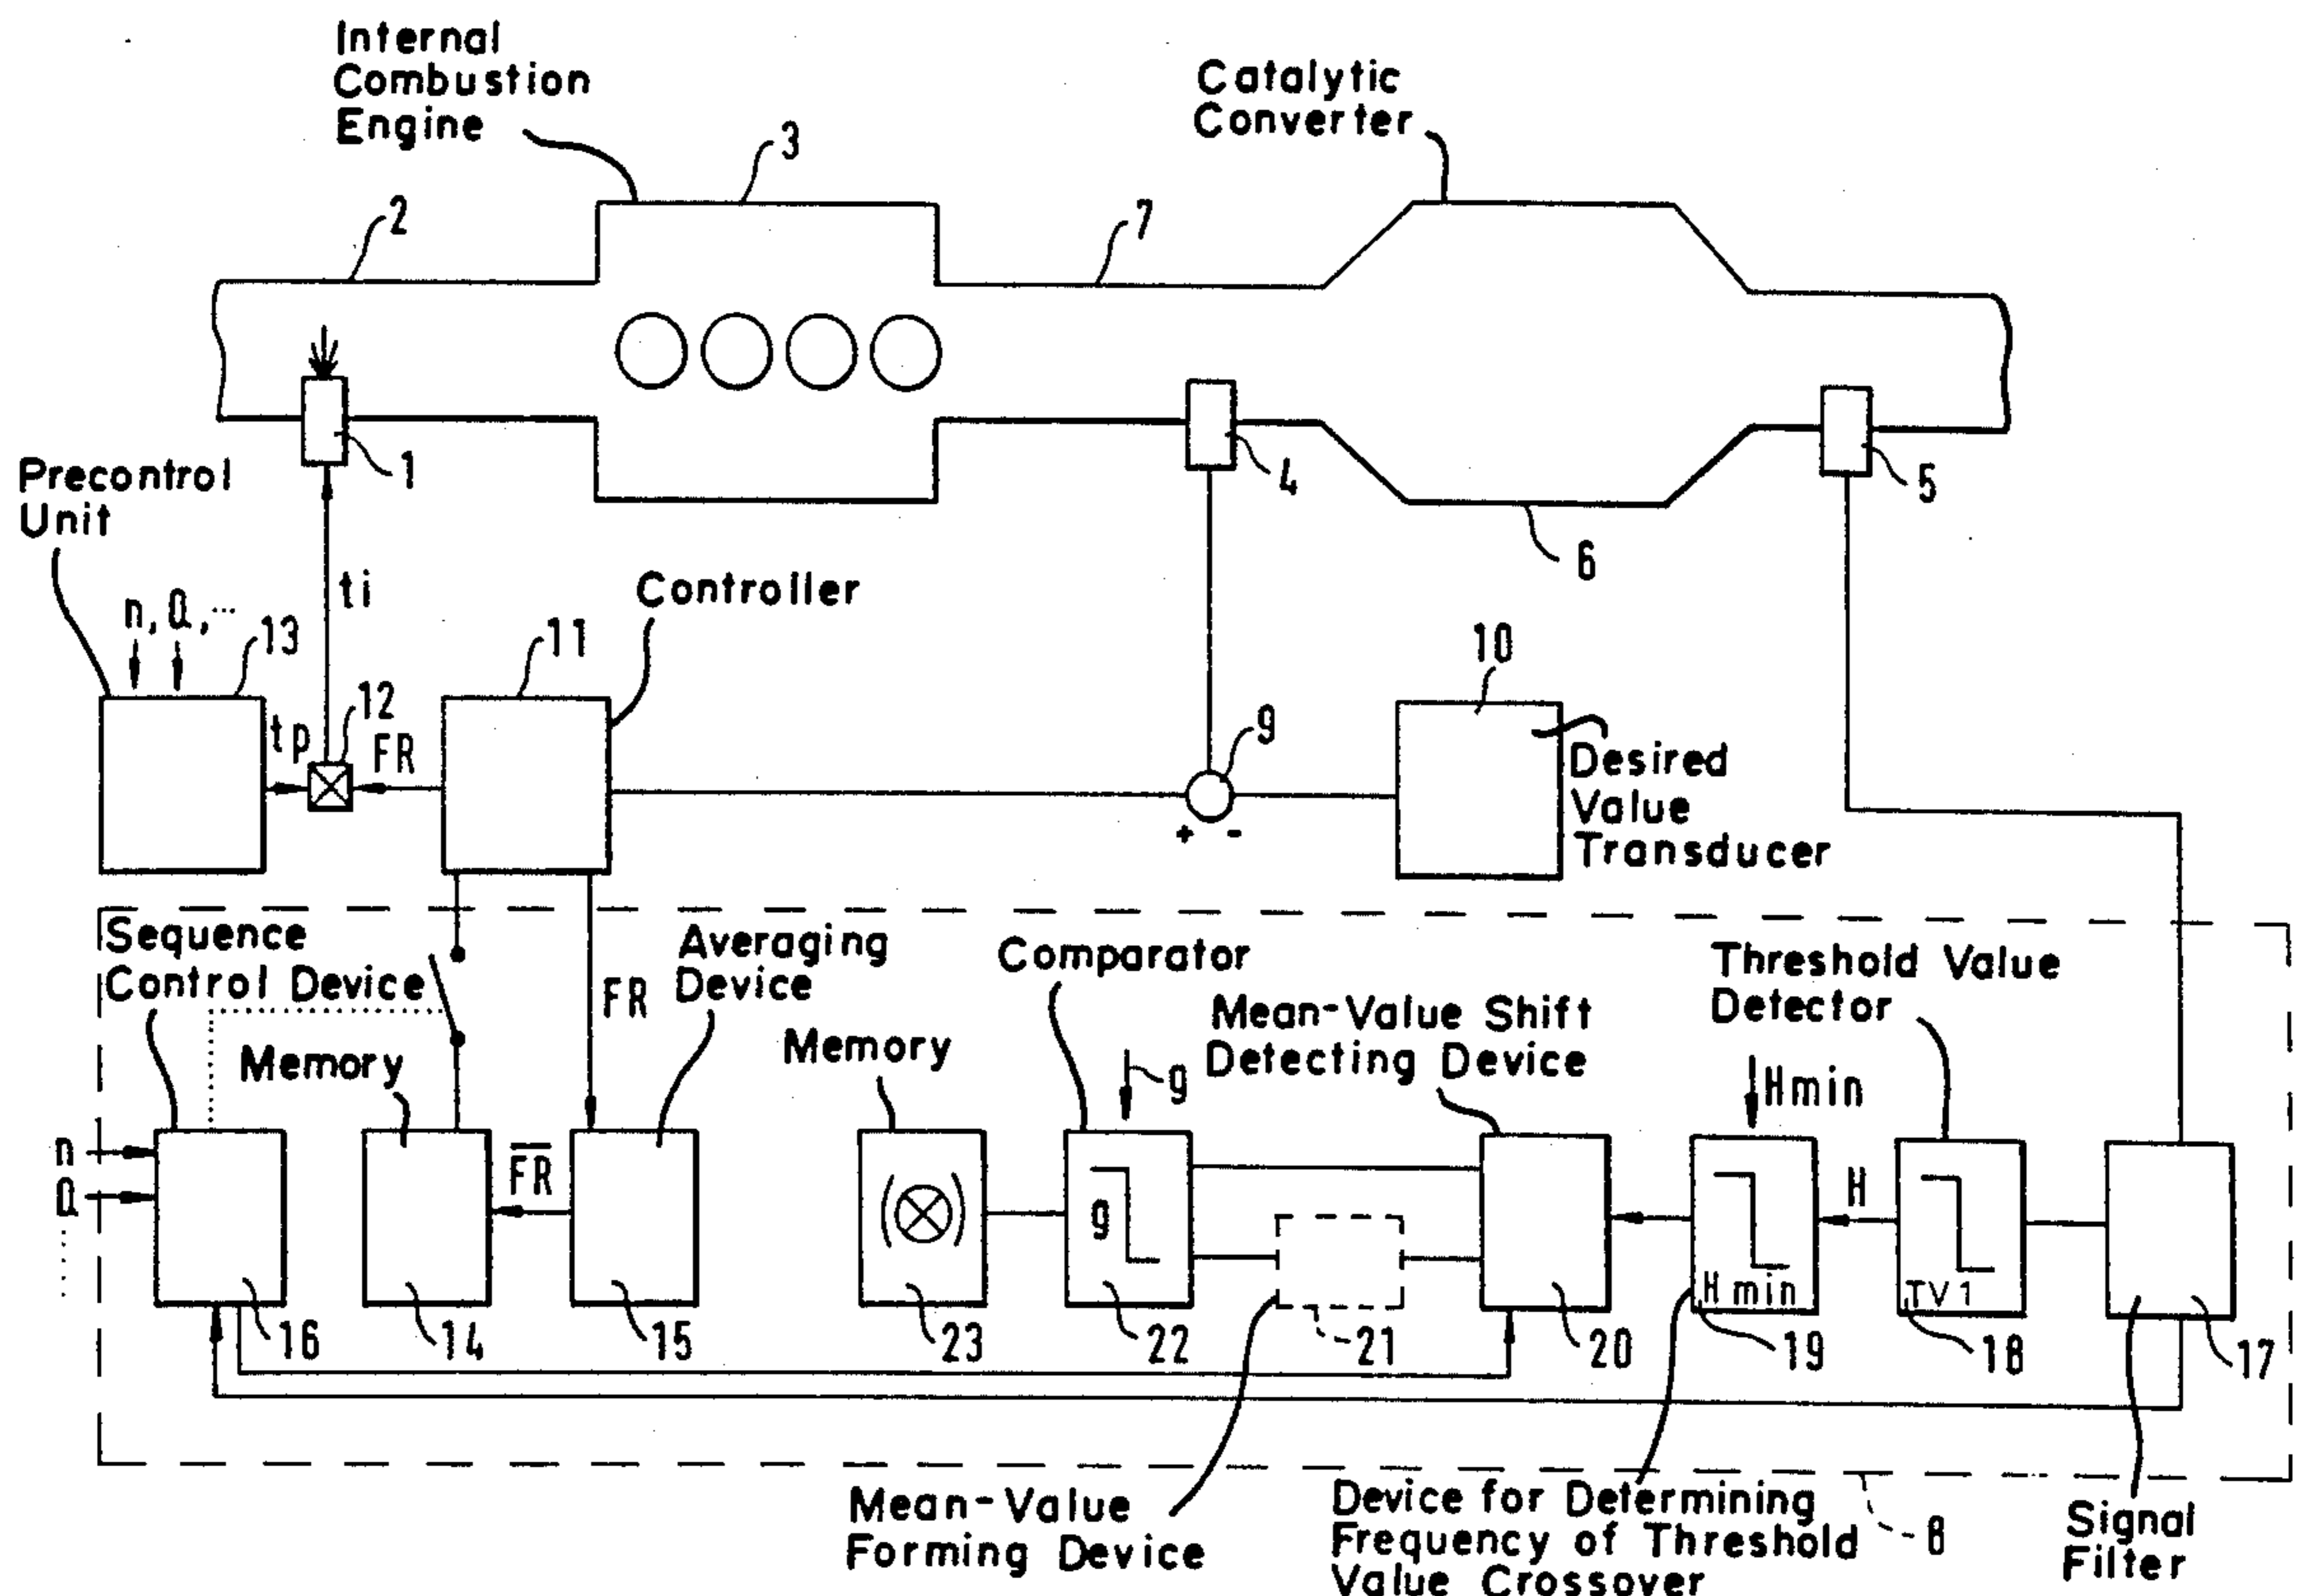 Internal
Combustion
Engine
Catalytic
Converter
3
2
7
1
4
5
6
Precontrol
Unit
n, Q, ...
13
ti
Controller
11
12
tp
FR
9
+ -
10
Desired
Value
Transducer
Sequence
Control Device
FR
Averaging
Device
Comparator
Threshold Value
Detector
Memory
Memory
Mean-Value Shift
Detecting Device
g
Hmin
n
Q
FR
g
H
Hmin
TV1
16
14
15
23
22
21
20
19
18
17
Mean-Value
Forming Device
Device for Determining
Frequency of Threshold
Value Crossover
8
Signal
Filter